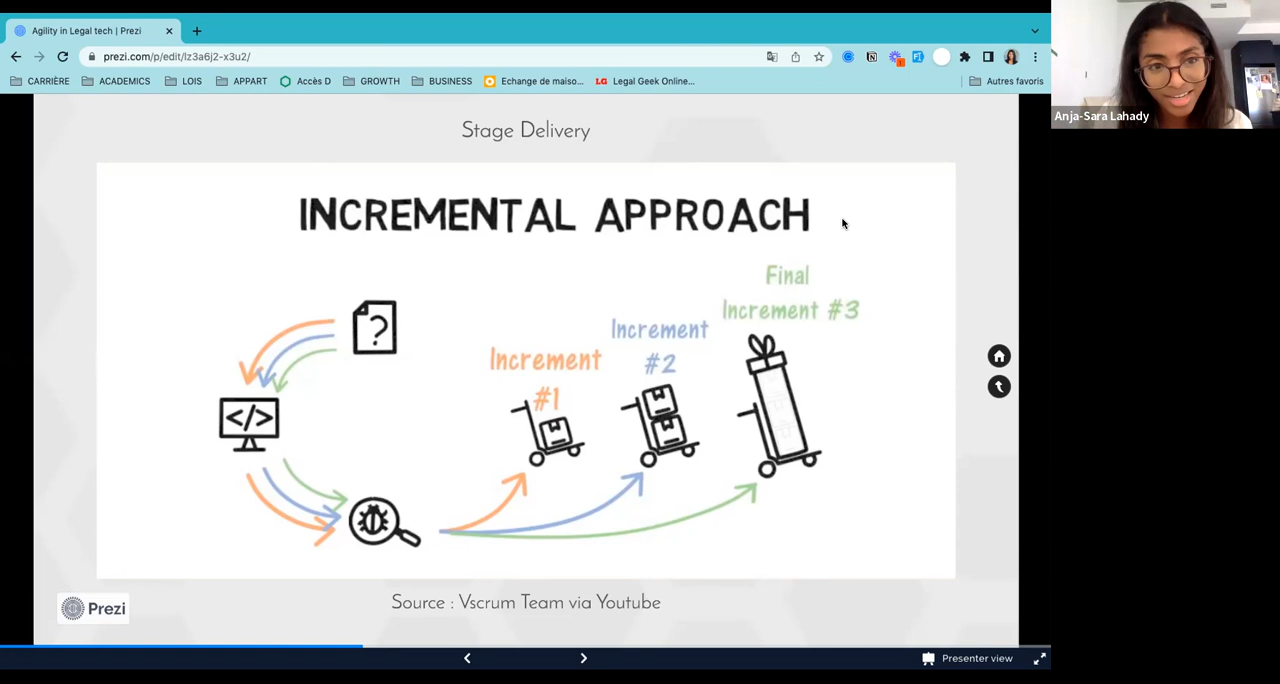 Agility in Legal tech | Prezi
prezi.com/p/edit/lz3a6j2-x3u2/
CARRIÈRE
ACADEMICS
LOIS
APPART
Accès D
GROWTH
BUSINESS
Echange de maiso...
LG Legal Geek Online...
Autres favoris
Anja-Sara Lahady
Stage Delivery
INCREMENTAL APPROACH
Final
Increment #3
Increment
#2
Increment
#1
?
</>
Source : Vscrum Team via Youtube
Prezi
Presenter view